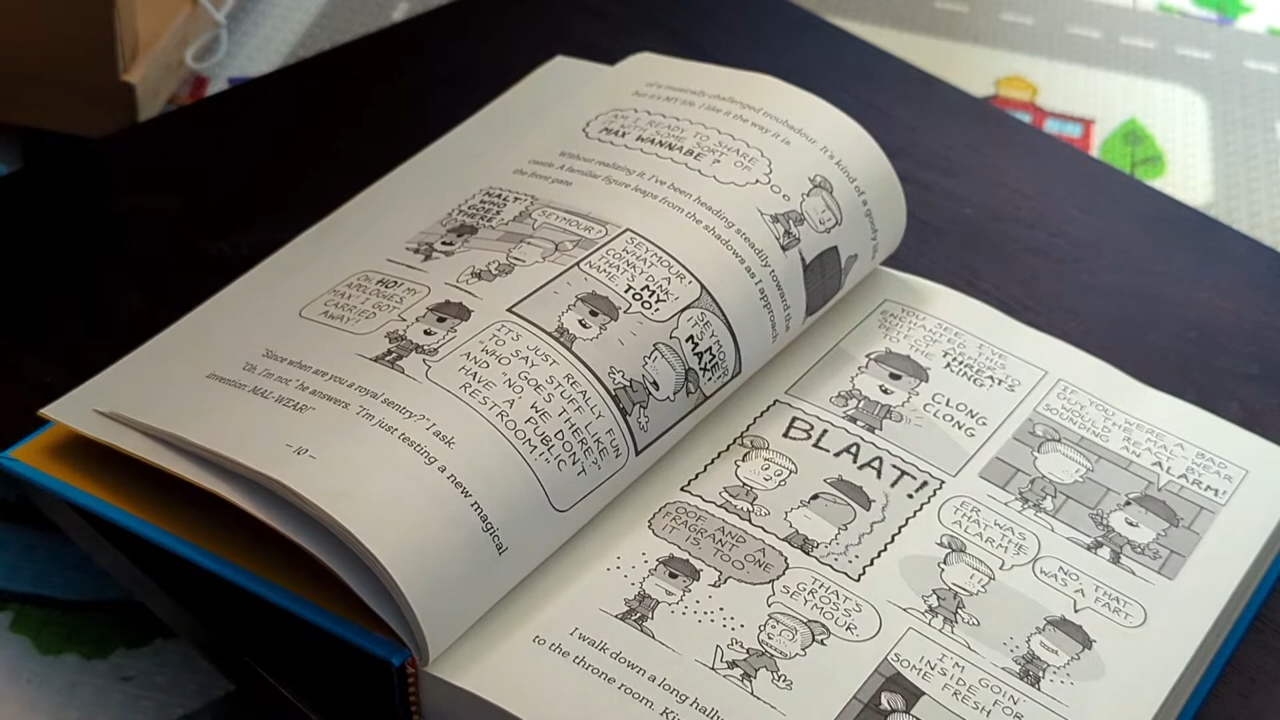 of a musically-challenged troubadour. It's kind of a goofy life,
but it's MY life. I like it the way it is.
AM I READY TO SHARE
IT WITH SOME SORT OF
MAX WANNABE?
Without realizing it, I've been heading steadily toward the
castle. A familiar figure leaps from the shadows as I approach
the front gate.
HALT!
WHO
GOES
THERE?
SEYMOUR?
SEYMOUR!
WHAT A
COINKYDINK!
THAT'S MY
NAME, TOO!
SEYMOUR,
IT'S ME!
MAX!
OH, HO! MY
APOLOGIES,
MAX! I GOT
CARRIED
AWAY!
IT'S JUST REALLY FUN
TO SAY STUFF LIKE
"WHO GOES THERE?"
AND "NO, WE DON'T
HAVE A PUBLIC
RESTROOM!"
"Since when are you a royal sentry?" I ask.
"Oh, I'm not," he answers. "I'm just testing a new magical
invention: MAL-WEAR!"
– 10 –
YOU SEE, I'VE
ENCHANTED THIS
SUIT OF ARMOR TO
DETECT THREATS
TO THE KING!
CLONG
CLONG
IF YOU WERE A BAD
GUY, THE MAL-WEAR
WOULD REACT BY
SOUNDING AN ALARM!
BLAAT!
ER, WAS
THAT THE
ALARM?
NO, THAT
WAS A FART.
OOF. AND A
FRAGRANT ONE
IT IS, TOO.
THAT'S
GROSS,
SEYMOUR.
I'M GOIN'
INSIDE FOR
SOME FRESH
I walk down a long
to the throne room.